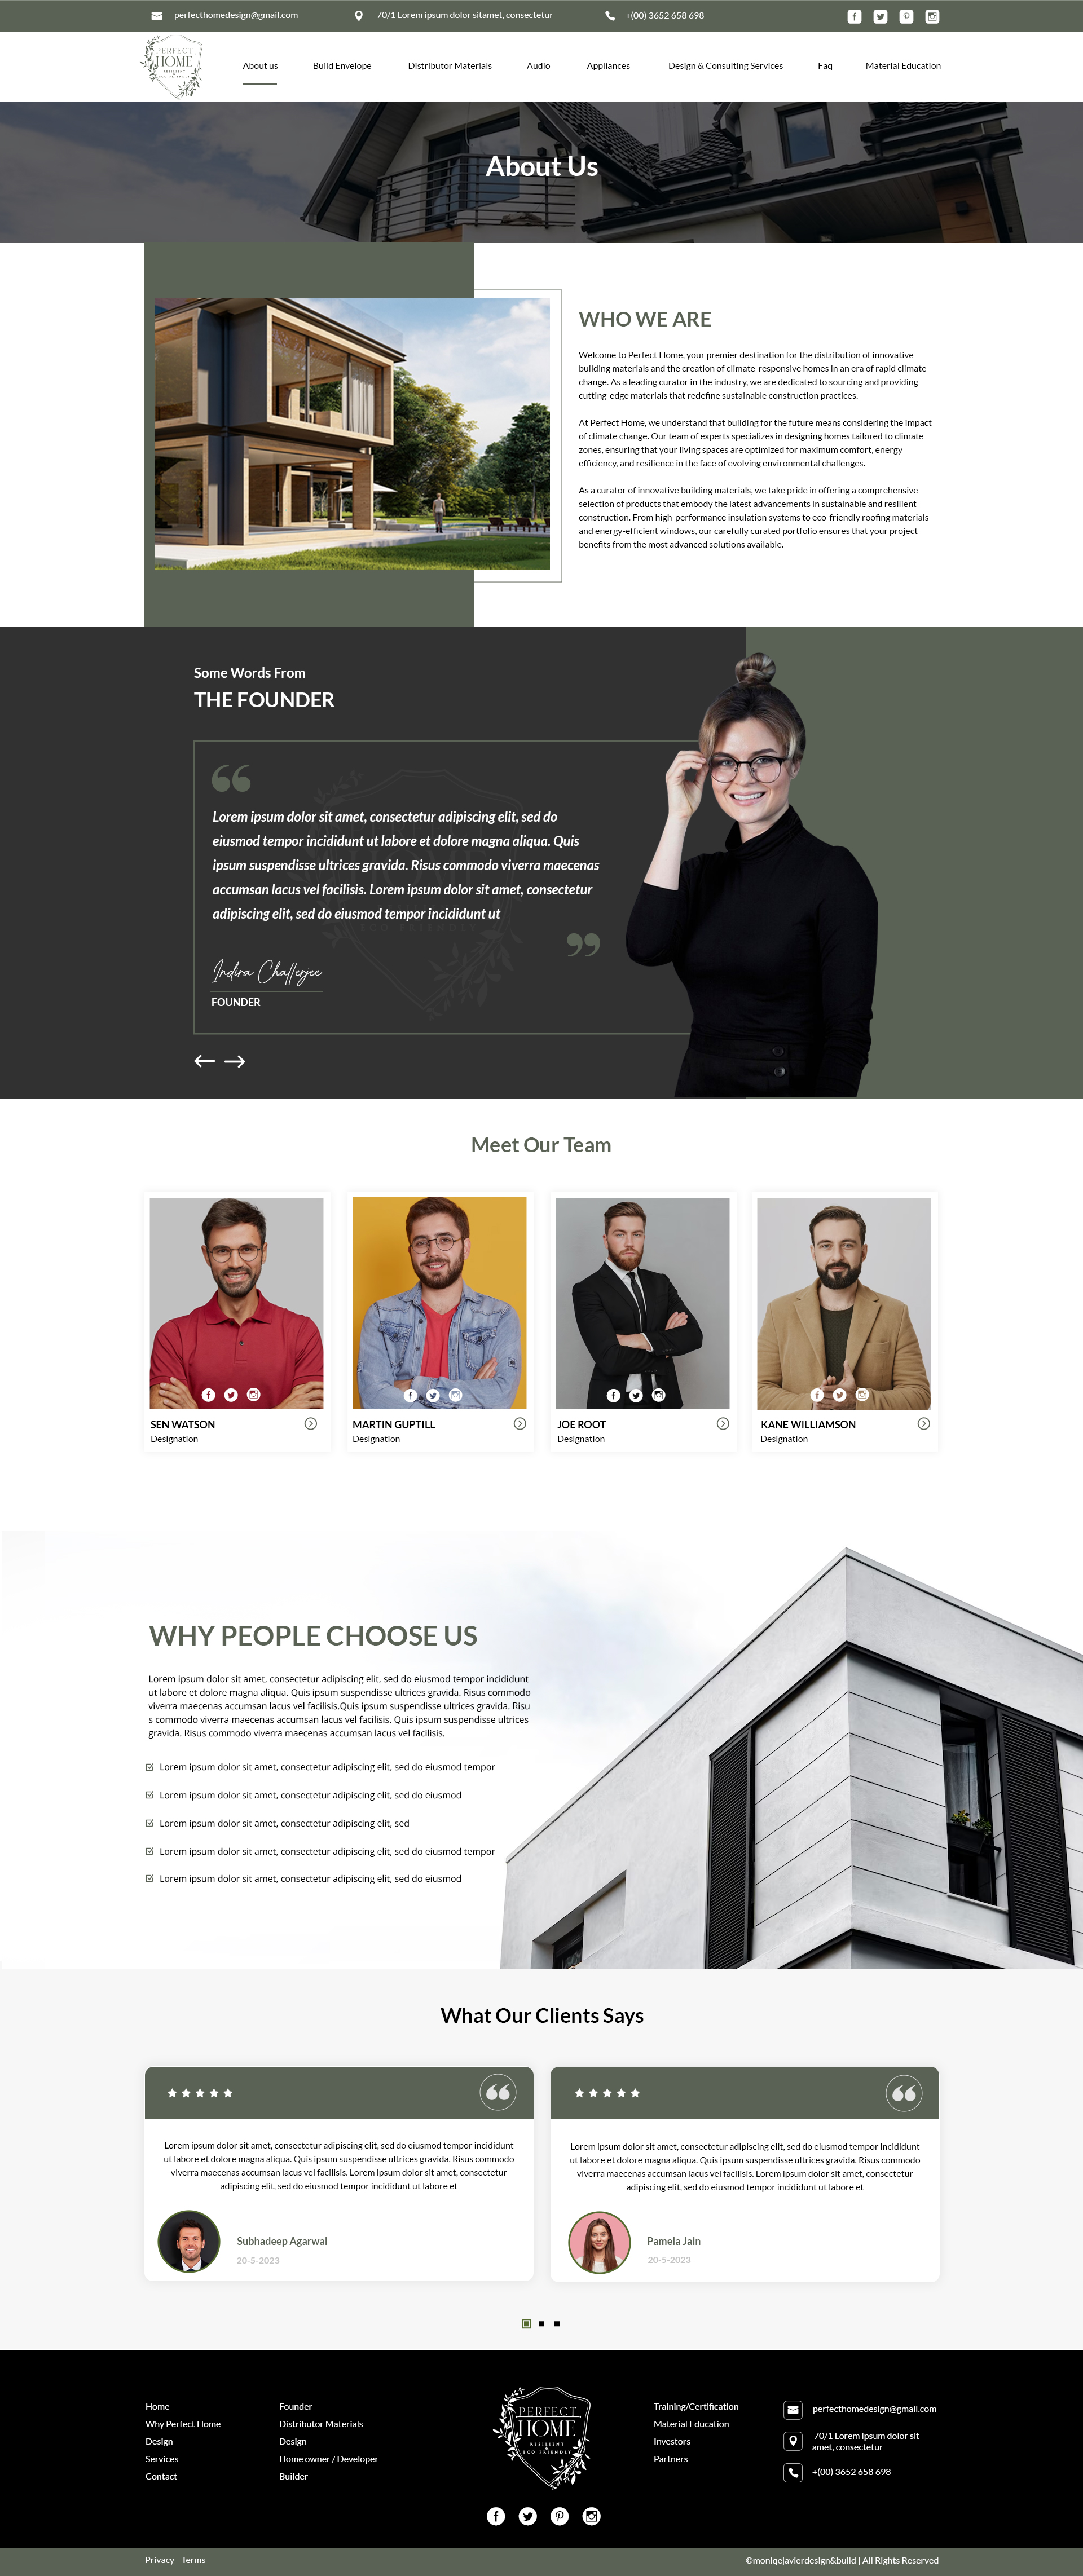 perfecthomedesign@gmail.com
70/1 Lorem ipsum dolor sitamet, consectetur
+(00) 3652 658 698
PERFECT
HOME
RESILIENT
&
ECO FRIENDLY
About us
Build Envelope
Distributor Materials
Audio
Appliances
Design & Consulting Services
Faq
Material Education
About Us
WHO WE ARE
Welcome to Perfect Home, your premier destination for the distribution of innovative
building materials and the creation of climate-responsive homes in an era of rapid climate
change. As a leading curator in the industry, we are dedicated to sourcing and providing
cutting-edge materials that redefine sustainable construction practices.
At Perfect Home, we understand that building for the future means considering the impact
of climate change. Our team of experts specializes in designing homes tailored to climate
zones, ensuring that your living spaces are optimized for maximum comfort, energy
efficiency, and resilience in the face of evolving environmental challenges.
As a curator of innovative building materials, we take pride in offering a comprehensive
selection of products that embody the latest advancements in sustainable and resilient
construction. From high-performance insulation systems to eco-friendly roofing materials
and energy-efficient windows, our carefully curated portfolio ensures that your project
benefits from the most advanced solutions available.
Some Words From
THE FOUNDER
Lorem ipsum dolor sit amet, consectetur adipiscing elit, sed do
eiusmod tempor incididunt ut labore et dolore magna aliqua. Quis
ipsum suspendisse ultrices gravida. Risus commodo viverra maecenas
accumsan lacus vel facilisis. Lorem ipsum dolor sit amet, consectetur
adipiscing elit, sed do eiusmod tempor incididunt ut
Indira Chatterjee
FOUNDER
Meet Our Team
SEN WATSON
Designation
MARTIN GUPTILL
Designation
JOE ROOT
Designation
KANE WILLIAMSON
Designation
WHY PEOPLE CHOOSE US
Lorem ipsum dolor sit amet, consectetur adipiscing elit, sed do eiusmod tempor incididunt
ut labore et dolore magna aliqua. Quis ipsum suspendisse ultrices gravida. Risus commodo
viverra maecenas accumsan lacus vel facilisis.Quis ipsum suspendisse ultrices gravida. Risu
s commodo viverra maecenas accumsan lacus vel facilisis. Quis ipsum suspendisse ultrices
gravida. Risus commodo viverra maecenas accumsan lacus vel facilisis.
Lorem ipsum dolor sit amet, consectetur adipiscing elit, sed do eiusmod tempor
Lorem ipsum dolor sit amet, consectetur adipiscing elit, sed do eiusmod
Lorem ipsum dolor sit amet, consectetur adipiscing elit, sed
Lorem ipsum dolor sit amet, consectetur adipiscing elit, sed do eiusmod tempor
Lorem ipsum dolor sit amet, consectetur adipiscing elit, sed do eiusmod
What Our Clients Says
Lorem ipsum dolor sit amet, consectetur adipiscing elit, sed do eiusmod tempor incididunt
ut labore et dolore magna aliqua. Quis ipsum suspendisse ultrices gravida. Risus commodo
viverra maecenas accumsan lacus vel facilisis. Lorem ipsum dolor sit amet, consectetur
adipiscing elit, sed do eiusmod tempor incididunt ut labore et
Subhadeep Agarwal
20-5-2023
Lorem ipsum dolor sit amet, consectetur adipiscing elit, sed do eiusmod tempor incididunt
ut labore et dolore magna aliqua. Quis ipsum suspendisse ultrices gravida. Risus commodo
viverra maecenas accumsan lacus vel facilisis. Lorem ipsum dolor sit amet, consectetur
adipiscing elit, sed do eiusmod tempor incididunt ut labore et
Pamela Jain
20-5-2023
Home
Why Perfect Home
Design
Services
Contact
Founder
Distributor Materials
Design
Home owner / Developer
Builder
PERFECT
HOME
RESILIENT
&
ECO FRIENDLY
Training/Certification
Material Education
Investors
Partners
perfecthomedesign@gmail.com
70/1 Lorem ipsum dolor sit
amet, consectetur
+(00) 3652 658 698
Privacy
Terms
©moniqejavierdesign&build | All Rights Reserved